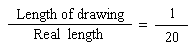 Length of drawing / Real length = 1 / 20